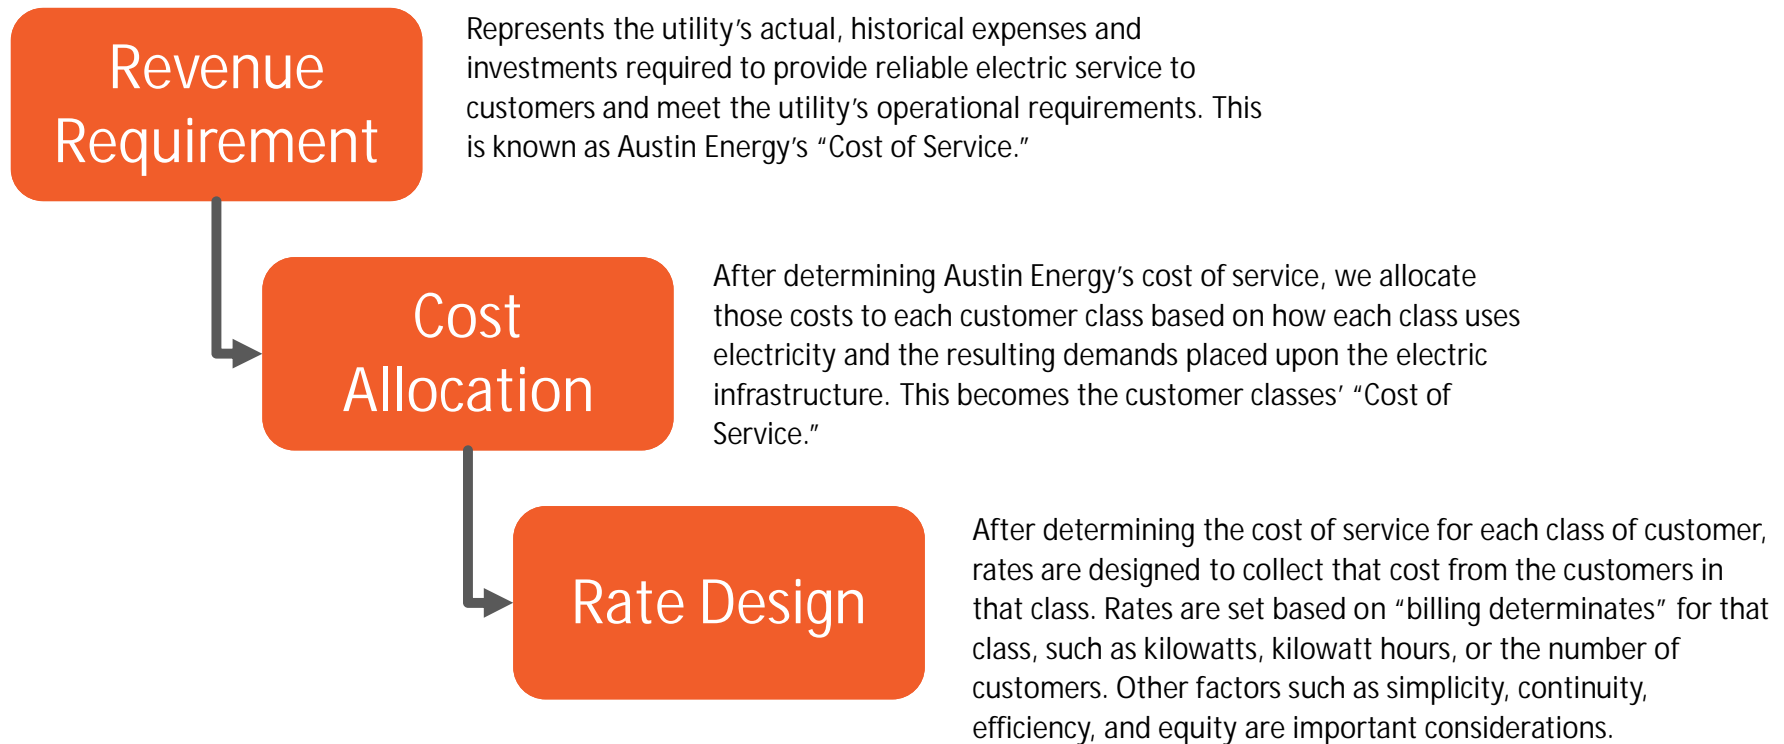 Revenue
Requirement
Represents the utility’s actual, historical expenses and
investments required to provide reliable electric service to
customers and meet the utility’s operational requirements. This
is known as Austin Energy’s “Cost of Service.”
Cost
Allocation
After determining Austin Energy’s cost of service, we allocate
those costs to each customer class based on how each class uses
electricity and the resulting demands placed upon the electric
infrastructure. This becomes the customer classes’ “Cost of
Service.”
Rate Design
After determining the cost of service for each class of customer,
rates are designed to collect that cost from the customers in
that class. Rates are set based on “billing determinates” for that
class, such as kilowatts, kilowatt hours, or the number of
customers. Other factors such as simplicity, continuity,
efficiency, and equity are important considerations.